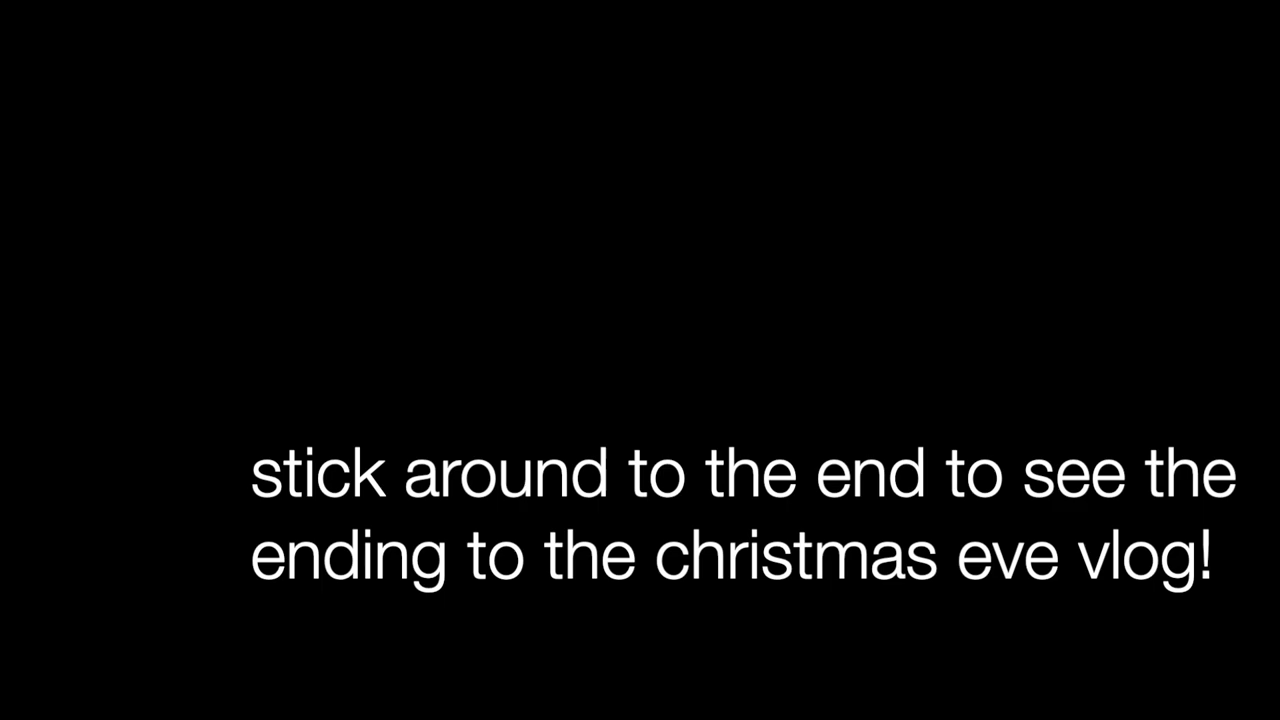 stick around to the end to see the
ending to the christmas eve vlog!